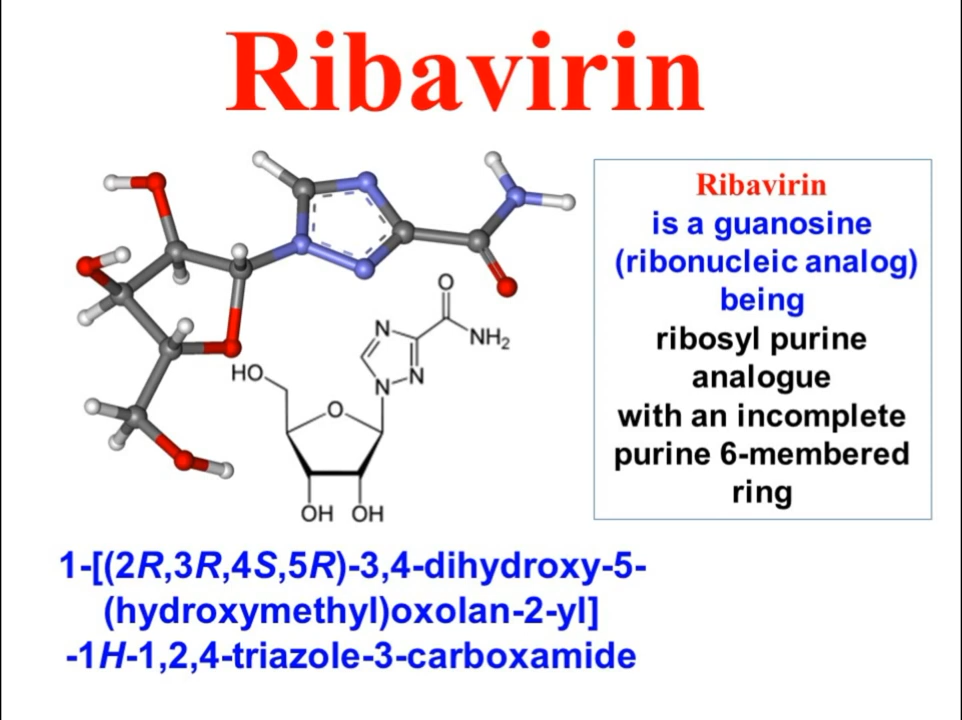 Ribavirin
Ribavirin
is a guanosine
(ribonucleic analog)
being
ribosyl purine
analogue
with an incomplete
purine 6-membered
ring
O
N
NH2
N
N
HO
O
OH OH
1-[(2R,3R,4S,5R)-3,4-dihydroxy-5-
(hydroxymethyl)oxolan-2-yl]
-1H-1,2,4-triazole-3-carboxamide